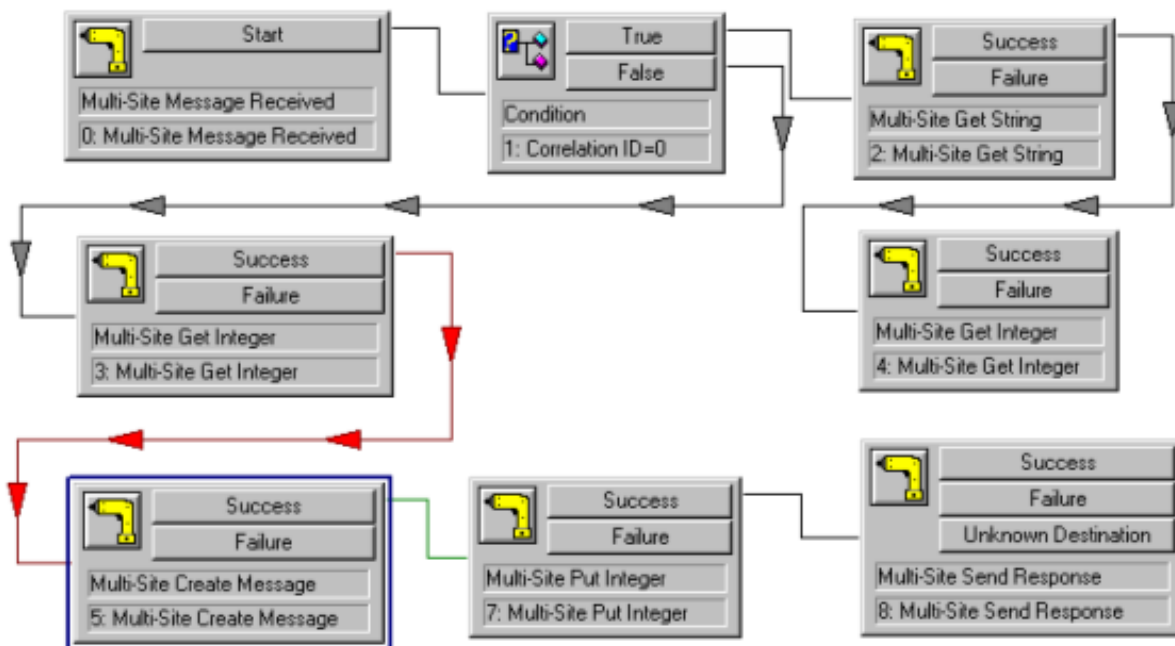 Start
Multi-Site Message Received
0: Multi-Site Message Received
True
False
Condition
1: Correlation ID=0
Success
Failure
Multi-Site Get String
2: Multi-Site Get String
Success
Failure
Multi-Site Get Integer
3: Multi-Site Get Integer
Success
Failure
Multi-Site Get Integer
4: Multi-Site Get Integer
Success
Failure
Multi-Site Create Message
5: Multi-Site Create Message
Success
Failure
Multi-Site Put Integer
7: Multi-Site Put Integer
Success
Failure
Unknown Destination
Multi-Site Send Response
8: Multi-Site Send Response